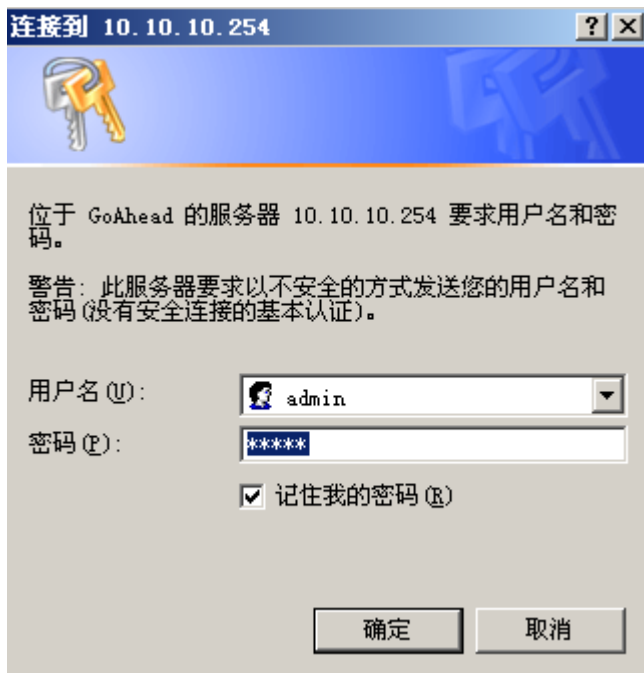 连接到 10.10.10.254
位于 GoAhead 的服务器 10.10.10.254 要求用户名和密
码。
警告: 此服务器要求以不安全的方式发送您的用户名和
密码(没有安全连接的基本认证)。
用户名(U):
admin
密码(P):
*****
记住我的密码(R)
确定
取消